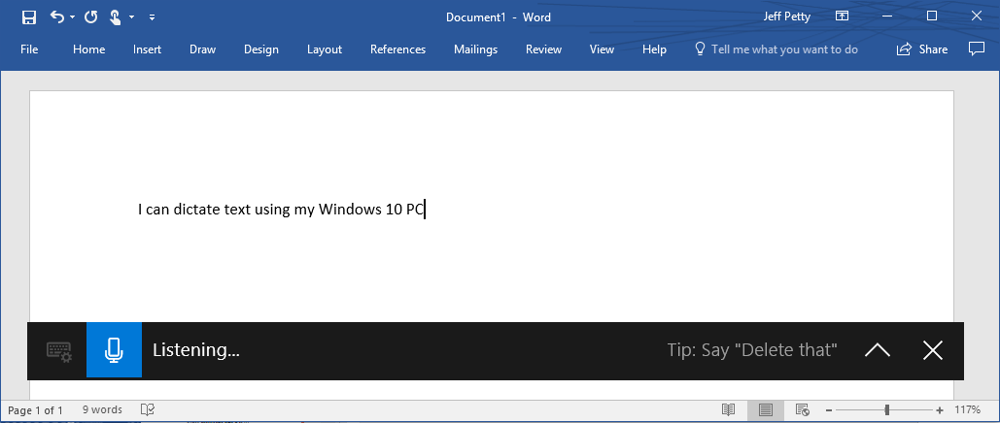 Document1 - Word
Jeff Petty
File Home Insert Draw Design Layout References Mailings Review View Help Tell me what you want to do Share
I can dictate text using my Windows 10 PC
Listening... Tip: Say "Delete that"
Page 1 of 1 9 words 117%